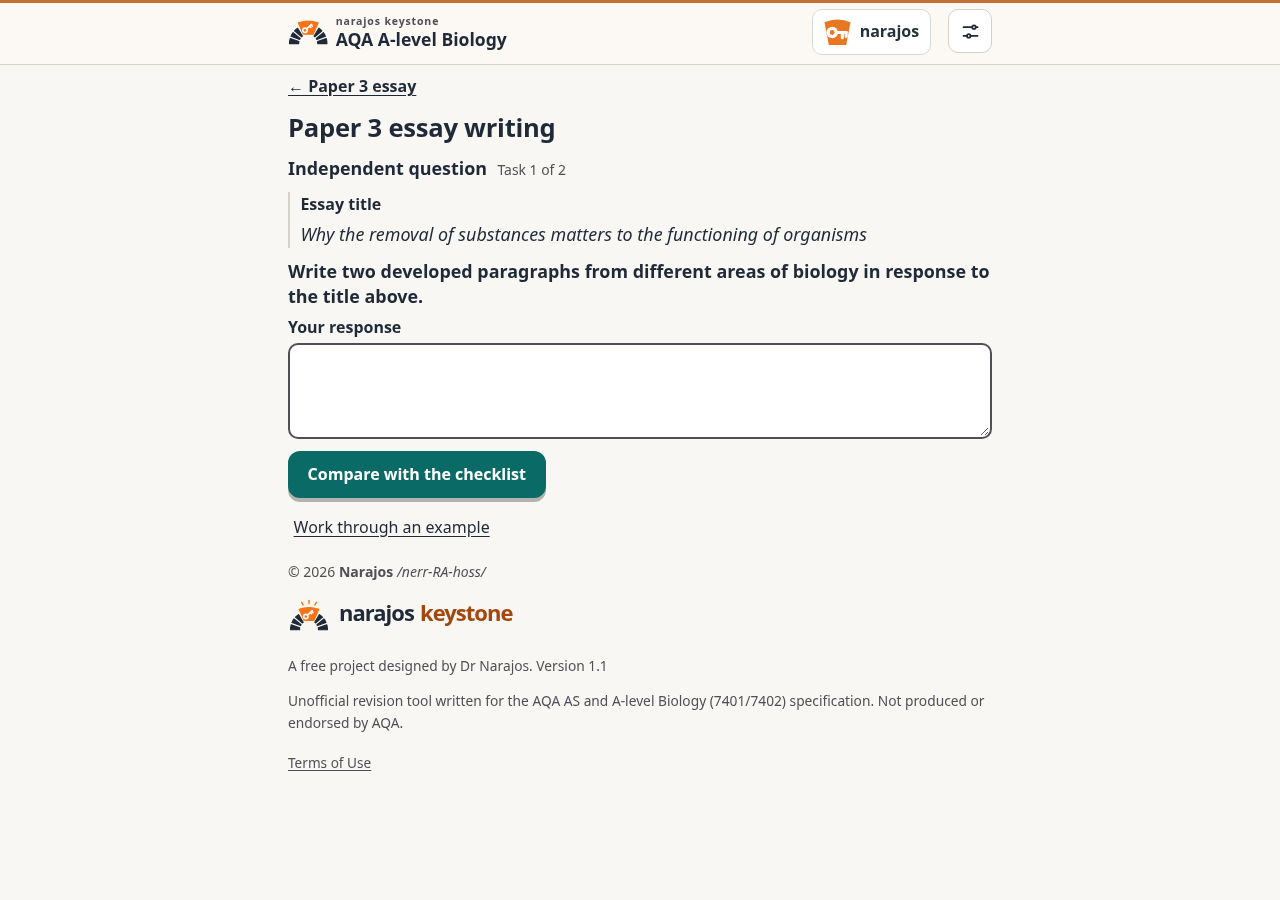 narajos keystone
AQA A-level Biology
narajos
← Paper 3 essay
Paper 3 essay writing
Independent question Task 1 of 2
Essay title
Why the removal of substances matters to the functioning of organisms
Write two developed paragraphs from different areas of biology in response to
the title above.
Your response
Compare with the checklist
Work through an example
© 2026 Narajos /nerr-RA-hoss/
narajos keystone
A free project designed by Dr Narajos. Version 1.1
Unofficial revision tool written for the AQA AS and A-level Biology (7401/7402) specification. Not produced or
endorsed by AQA.
Terms of Use